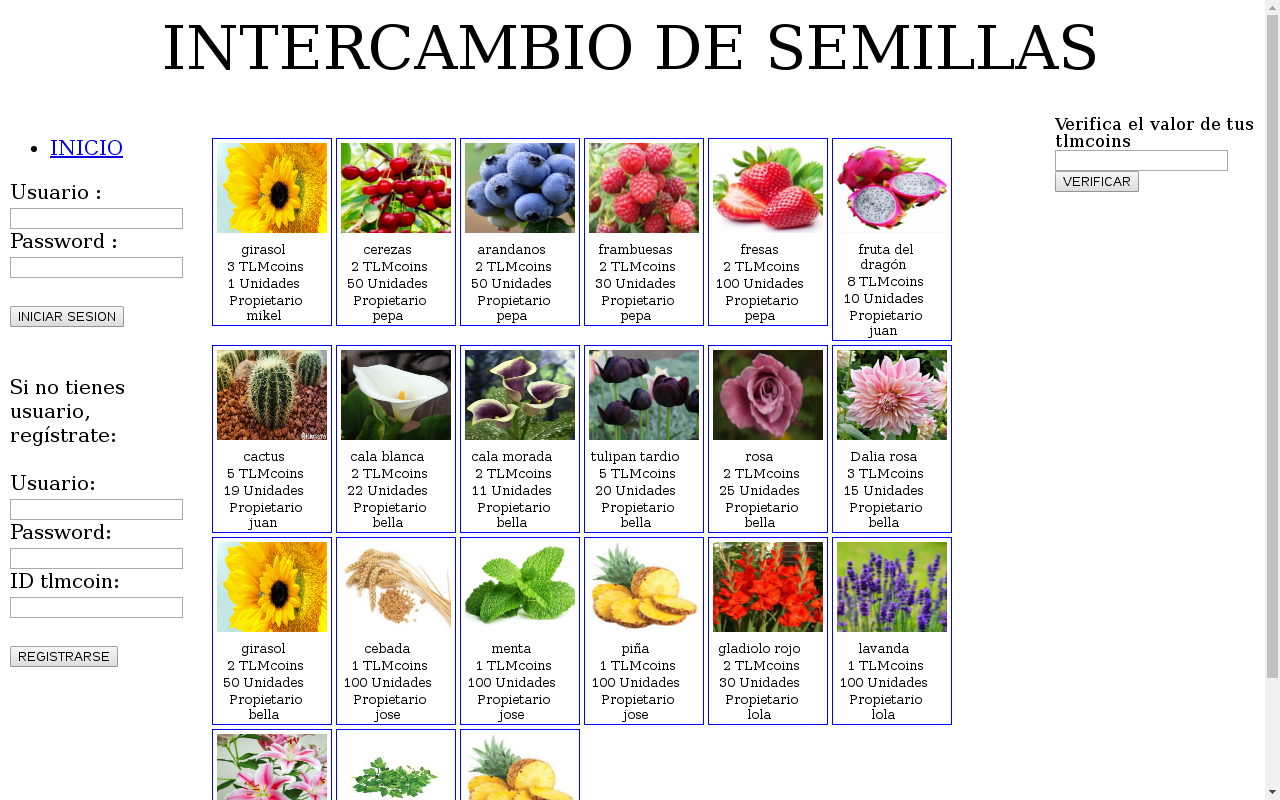 INTERCAMBIO DE SEMILLAS
INICIO
Usuario :
Password :
INICIAR SESION
Si no tienes
usuario,
regístrate:
Usuario:
Password:
ID tlmcoin:
REGISTRARSE
girasol
3 TLMcoins
1 Unidades
Propietario
mikel
cerezas
2 TLMcoins
50 Unidades
Propietario
pepa
arandanos
2 TLMcoins
50 Unidades
Propietario
pepa
frambuesas
2 TLMcoins
30 Unidades
Propietario
pepa
fresas
2 TLMcoins
100 Unidades
Propietario
pepa
fruta del
dragón
8 TLMcoins
10 Unidades
Propietario
juan
cactus
5 TLMcoins
19 Unidades
Propietario
juan
cala blanca
2 TLMcoins
22 Unidades
Propietario
bella
cala morada
2 TLMcoins
11 Unidades
Propietario
bella
tulipan tardio
5 TLMcoins
20 Unidades
Propietario
bella
rosa
2 TLMcoins
25 Unidades
Propietario
bella
Dalia rosa
3 TLMcoins
15 Unidades
Propietario
bella
girasol
2 TLMcoins
50 Unidades
Propietario
bella
cebada
1 TLMcoins
100 Unidades
Propietario
jose
menta
1 TLMcoins
100 Unidades
Propietario
jose
piña
1 TLMcoins
100 Unidades
Propietario
jose
gladiolo rojo
2 TLMcoins
30 Unidades
Propietario
lola
lavanda
1 TLMcoins
100 Unidades
Propietario
lola
Verifica el valor de tus
tlmcoins
VERIFICAR